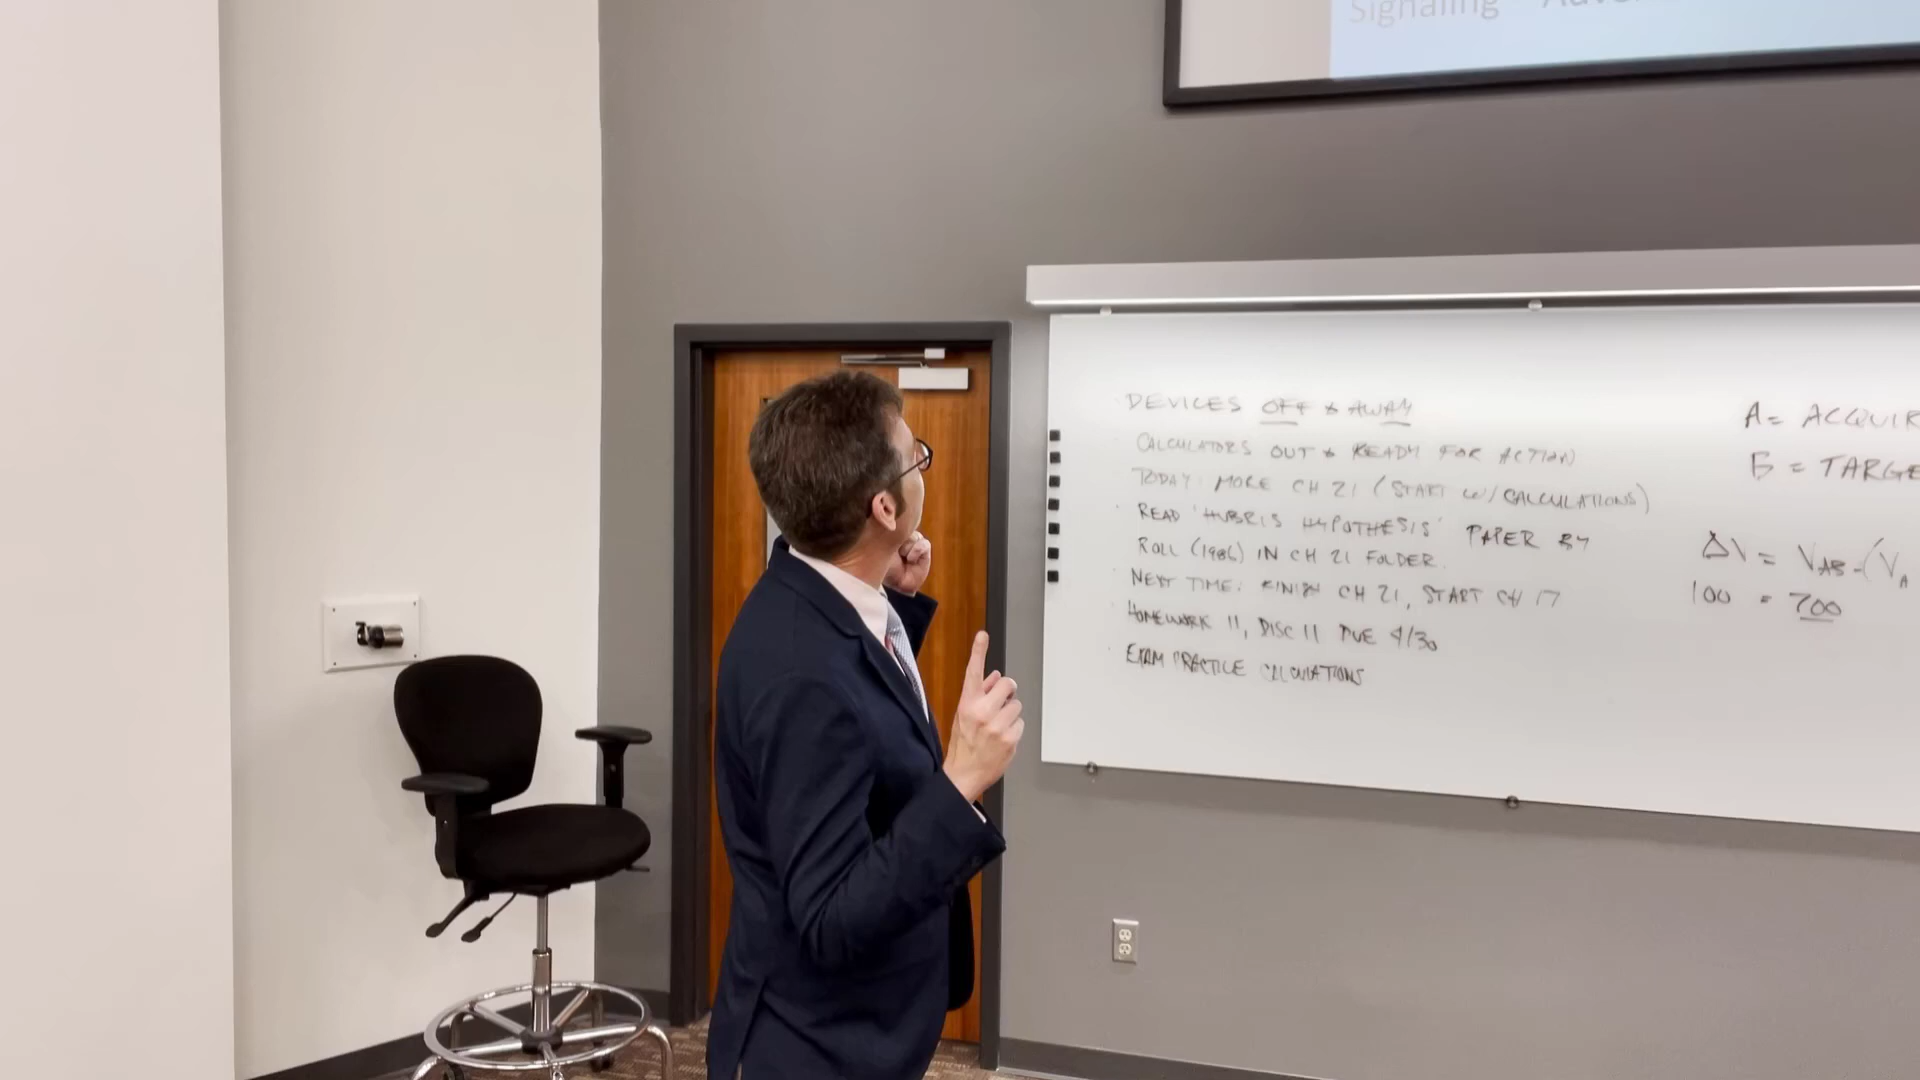 Signaling
DEVICES OFF & AWAY
CALCULATORS OUT & READY FOR ACTION
TODAY: MORE CH 21 (START W/ CALCULATIONS)
READ 'HUBRIS HYPOTHESIS' PAPER BY
ROLL (1986) IN CH 21 FOLDER.
NEXT TIME: FINISH CH 21, START CH 17
HOMEWORK 11, DISC 11 DUE 4/30
EXAM PRACTICE CALCULATIONS
A = ACQUIR
B = TARGE
ΔV = VAB - (VA
100 = 700